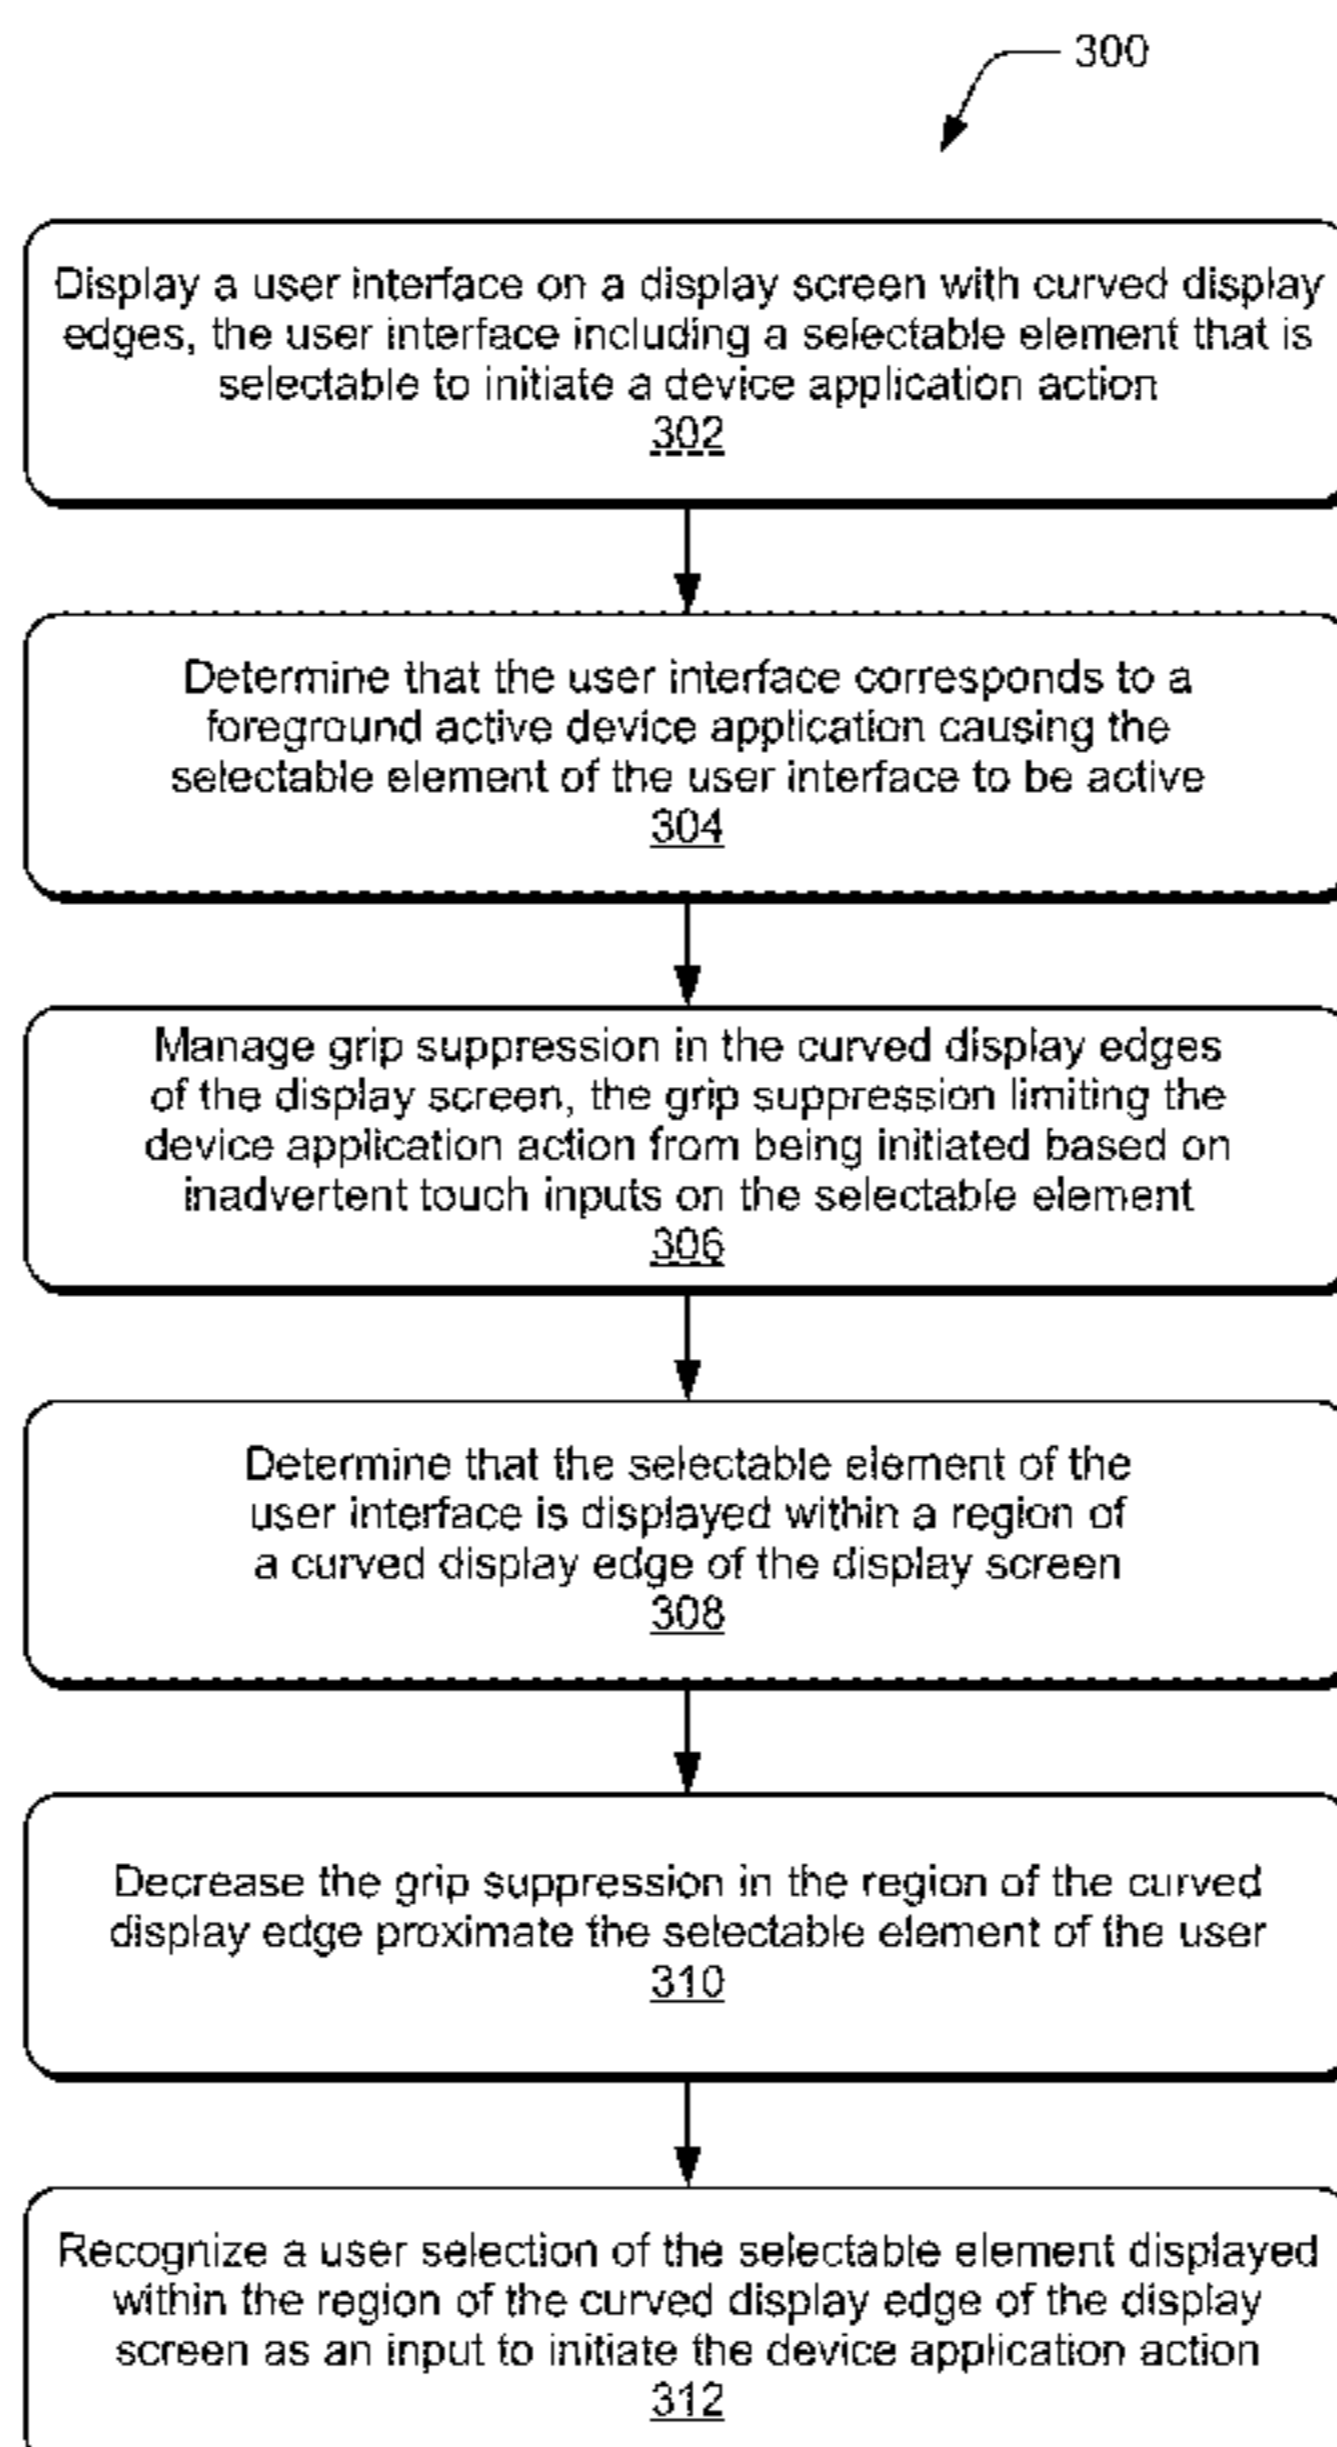 300
Display a user interface on a display screen with curved display
edges, the user interface including a selectable element that is
selectable to initiate a device application action
302
Determine that the user interface corresponds to a
foreground active device application causing the
selectable element of the user interface to be active
304
Manage grip suppression in the curved display edges
of the display screen, the grip suppression limiting the
device application action from being initiated based on
inadvertent touch inputs on the selectable element
306
Determine that the selectable element of the
user interface is displayed within a region of
a curved display edge of the display screen
308
Decrease the grip suppression in the region of the curved
display edge proximate the selectable element of the user
310
Recognize a user selection of the selectable element displayed
within the region of the curved display edge of the display
screen as an input to initiate the device application action
312